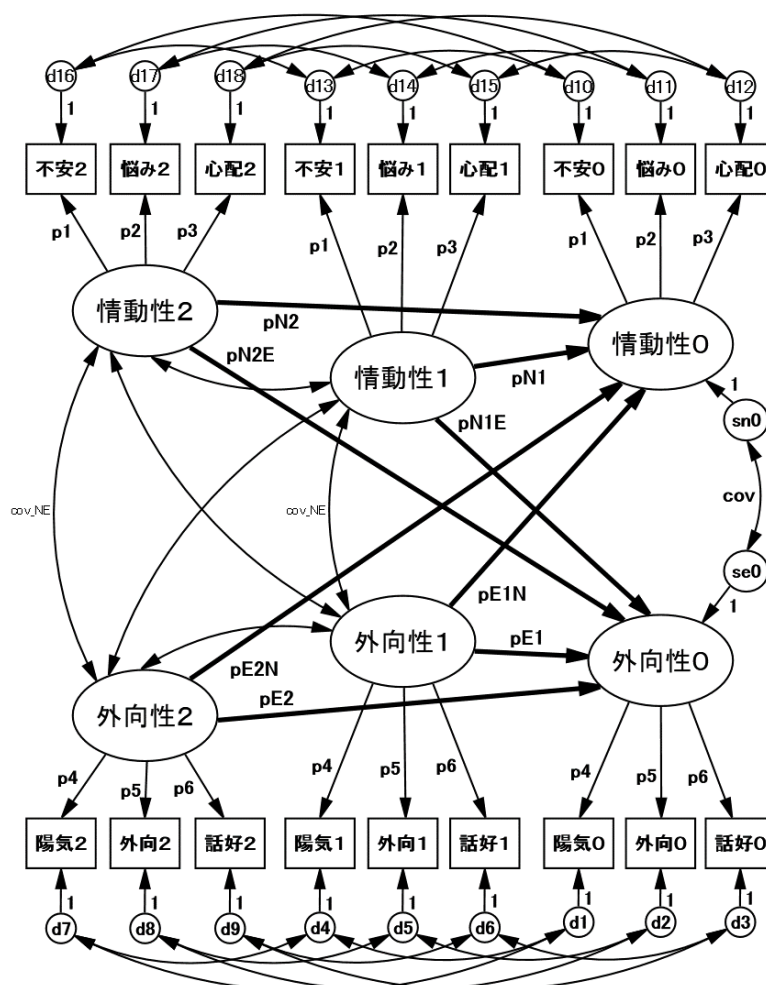 d16 d17 d18 d13 d14 d15 d10 d11 d12
1 1 1 1 1 1 1 1 1
不安2 悩み2 心配2 不安1 悩み1 心配1 不安0 悩み0 心配0
p1 p2 p3 p1 p2 p3 p1 p2 p3
情動性2 情動性1 情動性0
pN2
pN2E
pN1
pN1E
1
sn0
cov
se0
1
cov_NE cov_NE
pE1N
pE1
pE2N
pE2
外向性2 外向性1 外向性0
p4 p5 p6 p4 p5 p6 p4 p5 p6
陽気2 外向2 話好2 陽気1 外向1 話好1 陽気0 外向0 話好0
1 1 1 1 1 1 1 1 1
d7 d8 d9 d4 d5 d6 d1 d2 d3